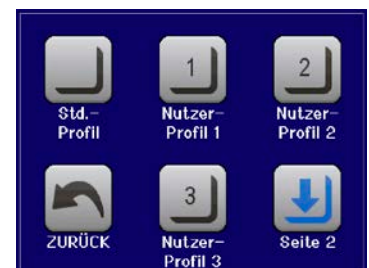 1
2
Std.-
Profil
Nutzer-
Profil 1
Nutzer-
Profil 2
3
ZURÜCK
Nutzer-
Profil 3
Seite 2